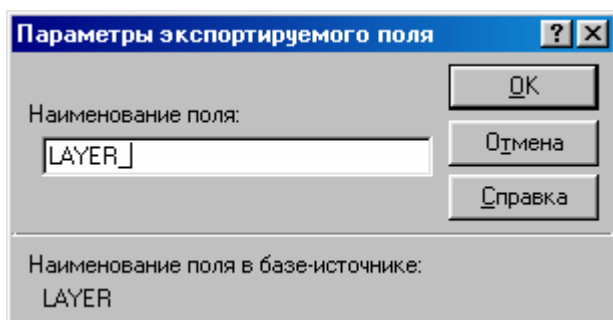 Параметры экспортируемого поля
Наименование поля:
LAYER_
OK
Отмена
Справка
Наименование поля в базе-источнике:
LAYER